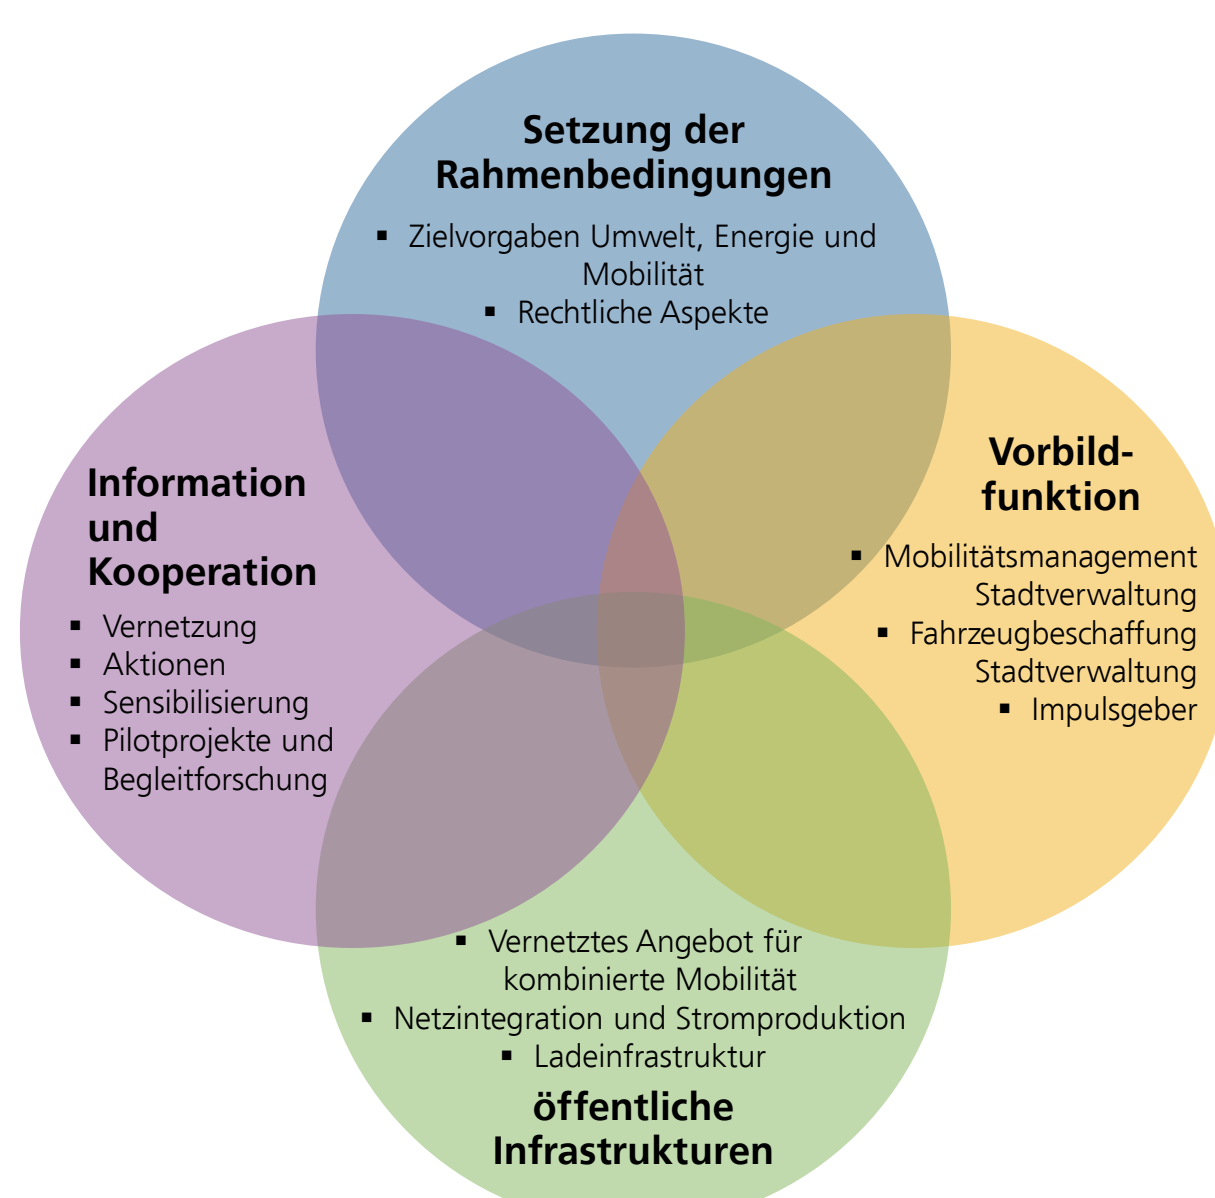 Setzung der
Rahmenbedingungen
▪ Zielvorgaben Umwelt, Energie und
Mobilität
▪ Rechtliche Aspekte
Information
und
Kooperation
▪ Vernetzung
▪ Aktionen
▪ Sensibilisierung
▪ Pilotprojekte und
Begleitforschung
Vorbild-
funktion
▪ Mobilitätsmanagement
Stadtverwaltung
▪ Fahrzeugbeschaffung
Stadtverwaltung
▪ Impulsgeber
▪ Vernetztes Angebot für
kombinierte Mobilität
▪ Netzintegration und Stromproduktion
▪ Ladeinfrastruktur
öffentliche
Infrastrukturen